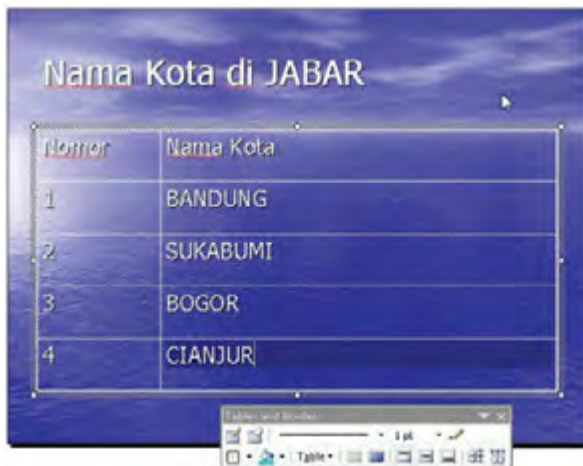 Nama Kota di JABAR
Nomor Nama Kota
1 BANDUNG
2 SUKABUMI
3 BOGOR
4 CIANJUR
Tables and Borders
1 pt
Table